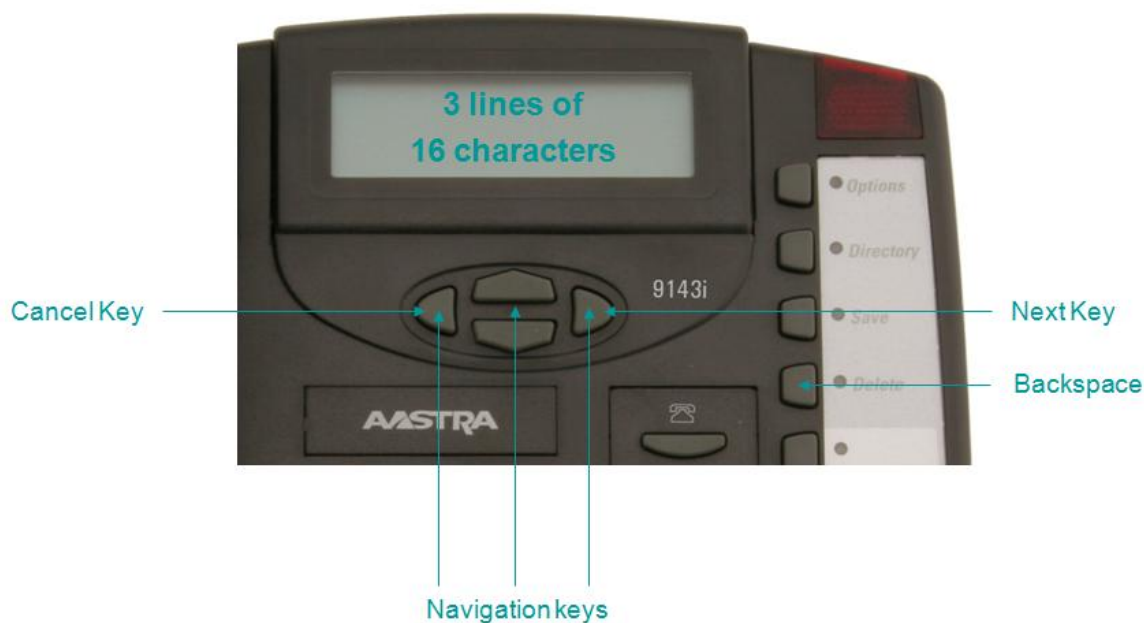 3 lines of
16 characters
Options
Directory
9143i
Cancel Key
Save
Next Key
Delete
Backspace
AASTRA
Navigation keys